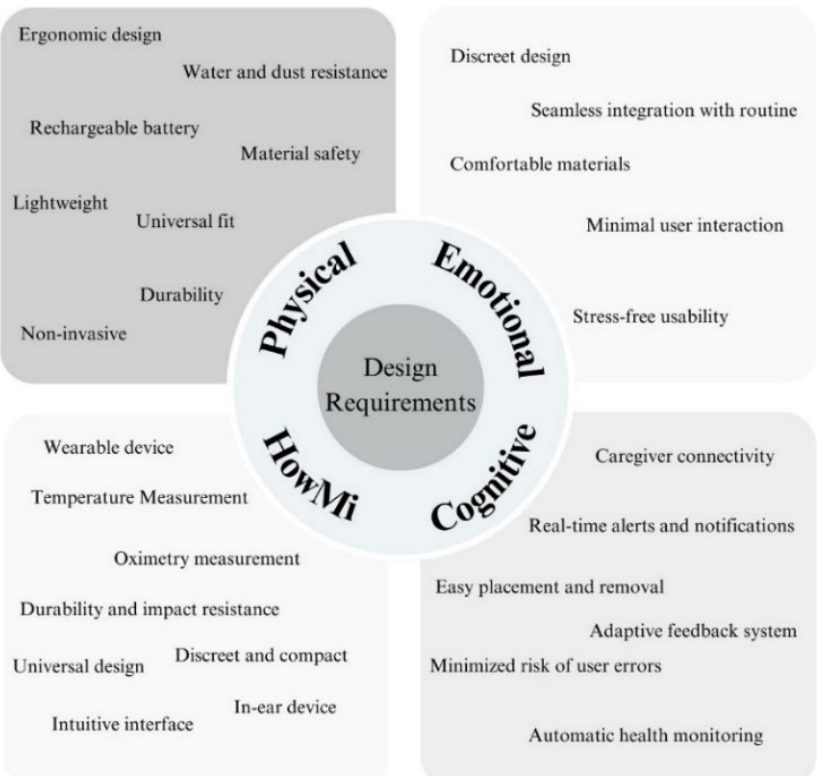 Ergonomic design
Water and dust resistance
Rechargeable battery
Material safety
Lightweight
Universal fit
Durability
Non-invasive
Discreet design
Seamless integration with routine
Comfortable materials
Minimal user interaction
Stress-free usability
Physical
Emotional
Design
Requirements
HowMi
Cognitive
Wearable device
Temperature Measurement
Oximetry measurement
Durability and impact resistance
Universal design
Discreet and compact
In-ear device
Intuitive interface
Caregiver connectivity
Real-time alerts and notifications
Easy placement and removal
Adaptive feedback system
Minimized risk of user errors
Automatic health monitoring